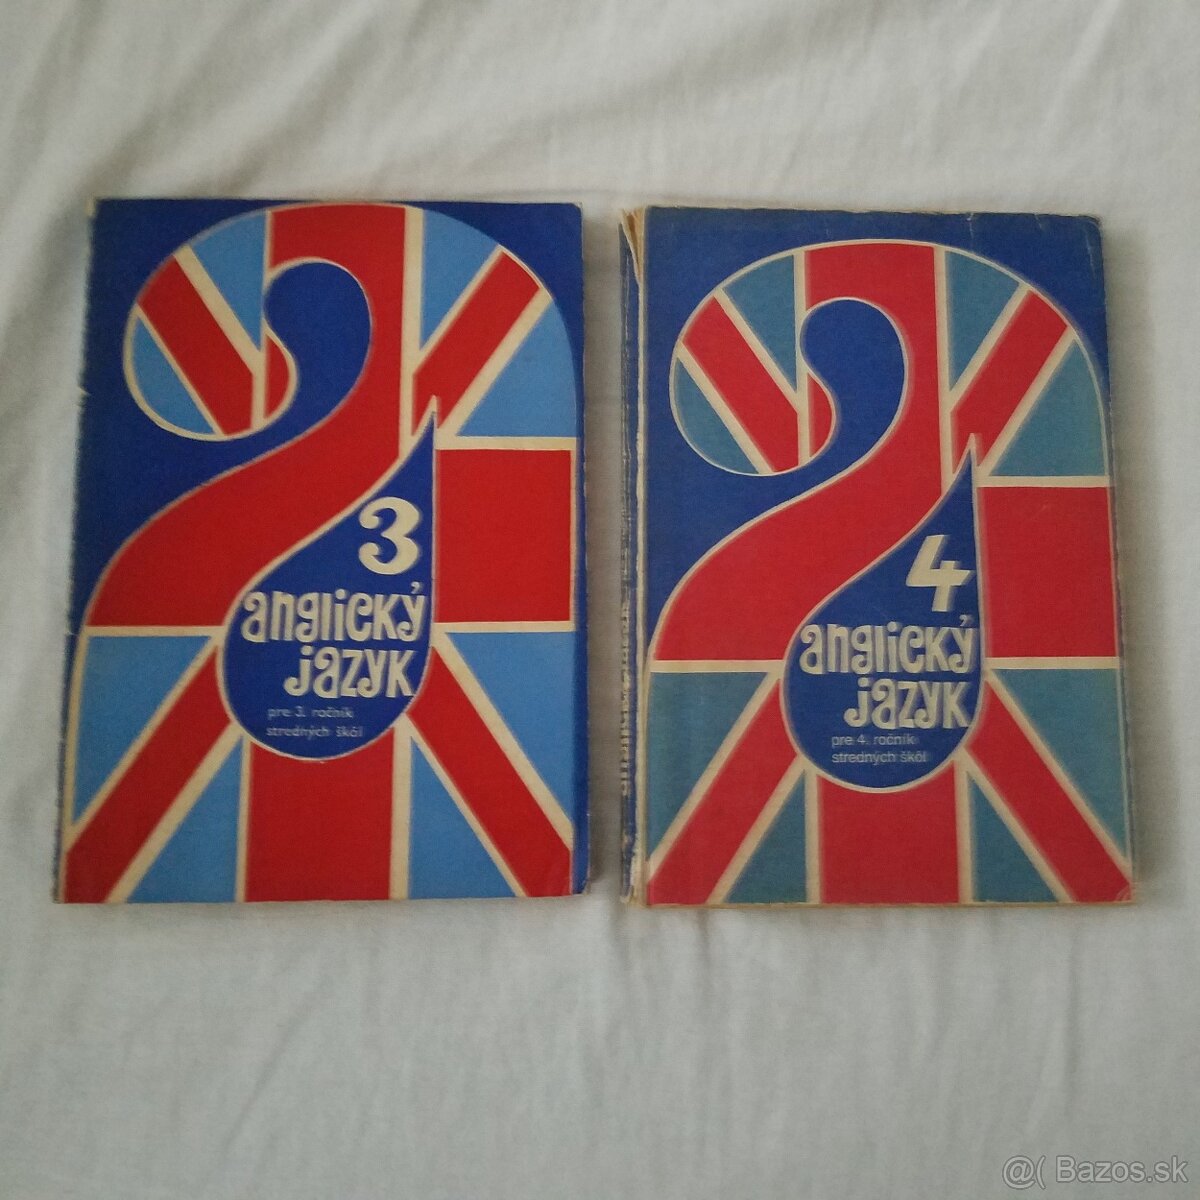 3
anglický
jazyk
pre 3. ročník
stredných škôl
4
anglický
jazyk
pre 4. ročník
stredných škôl
@( Bazos.sk